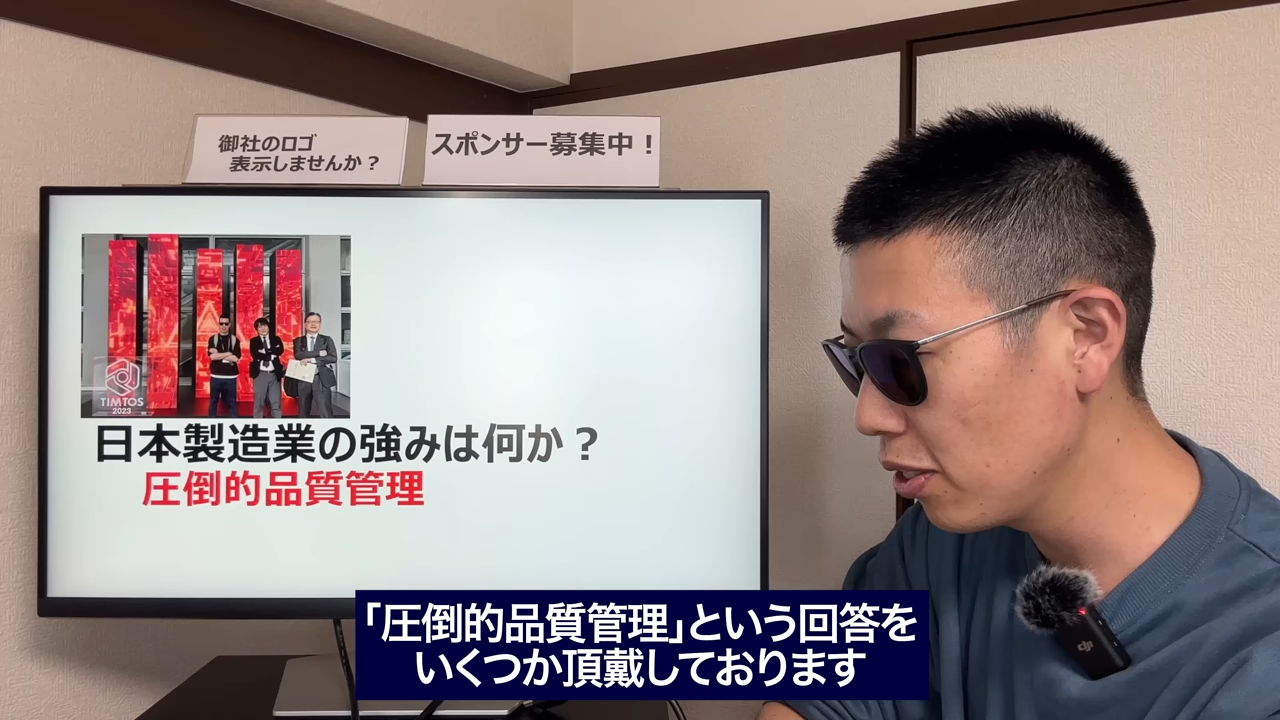 御社のロゴ
表示しませんか？
スポンサー募集中！
TIMTOS
2023
日本製造業の強みは何か？
圧倒的品質管理
「圧倒的品質管理」という回答を
いくつか頂戴しております
dji